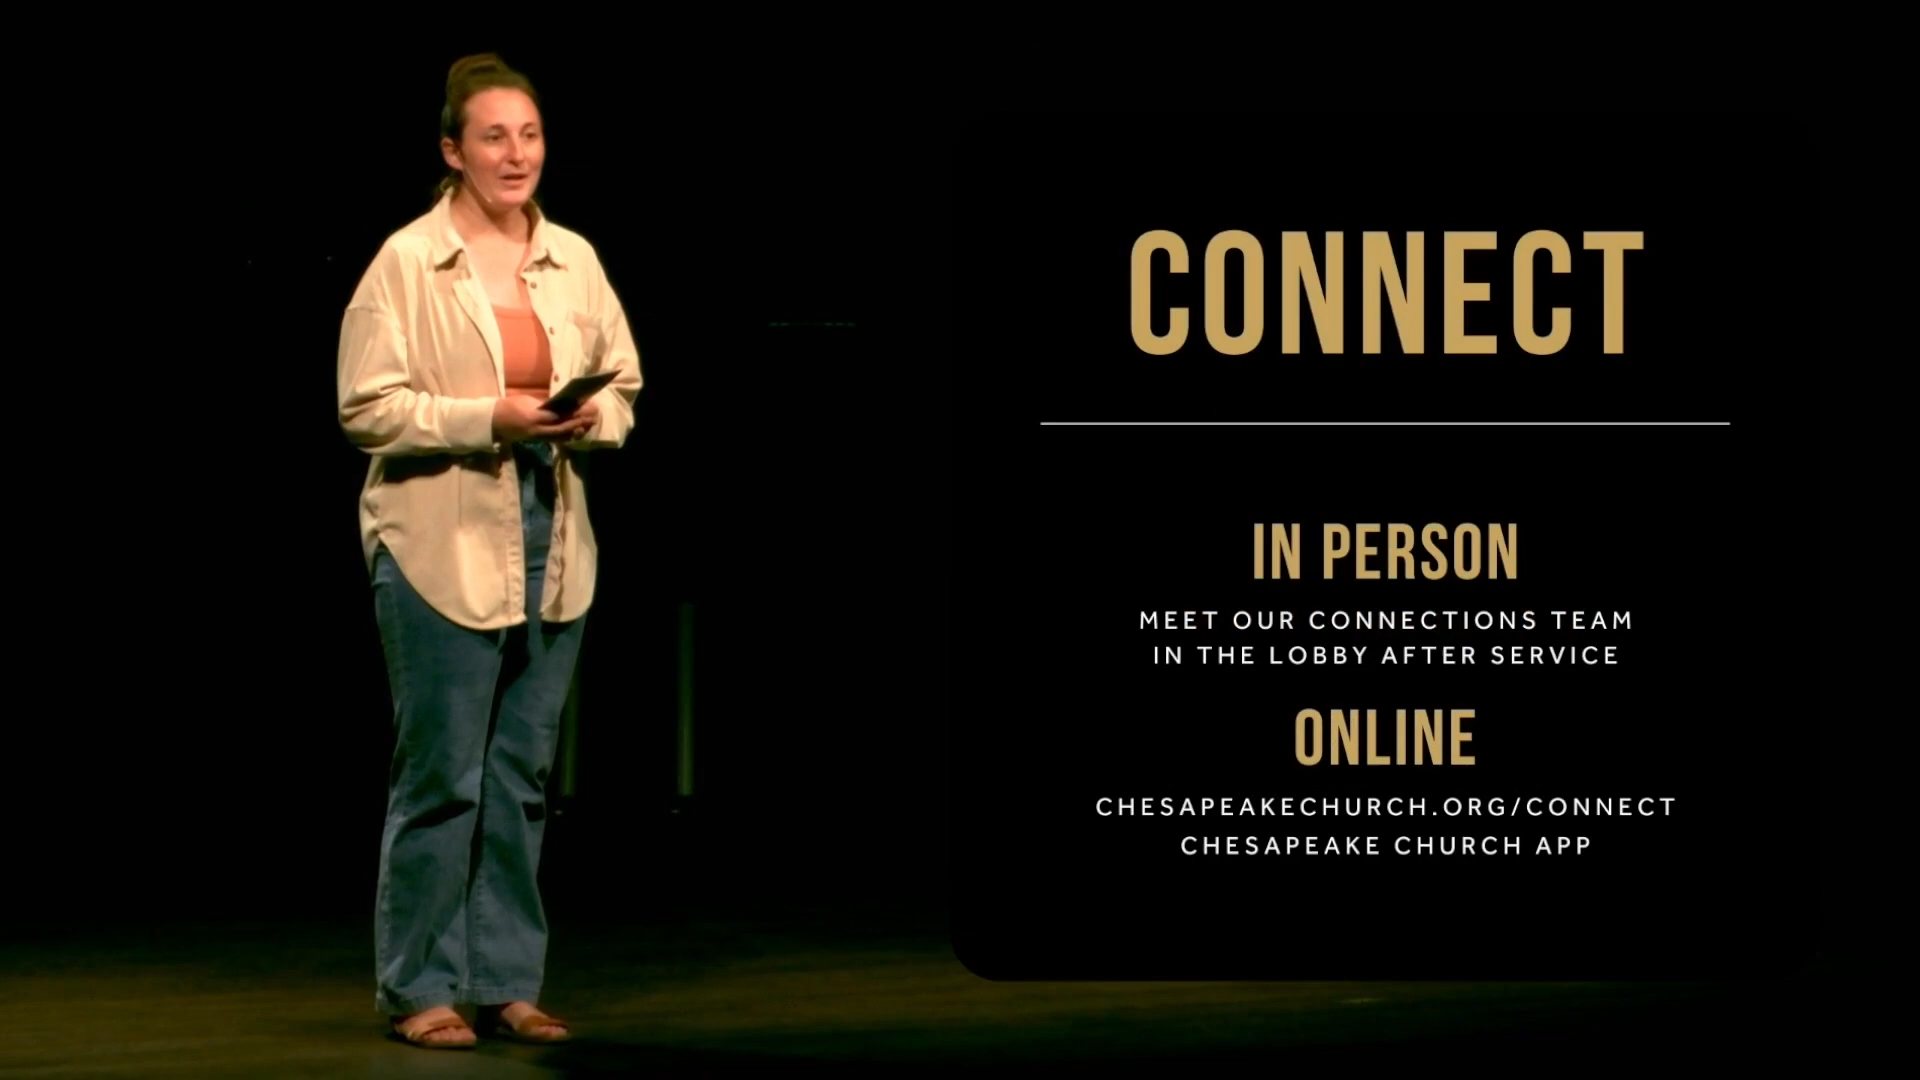 CONNECT
IN PERSON
MEET OUR CONNECTIONS TEAM
IN THE LOBBY AFTER SERVICE
ONLINE
CHESAPEAKECHURCH.ORG/CONNECT
CHESAPEAKE CHURCH APP